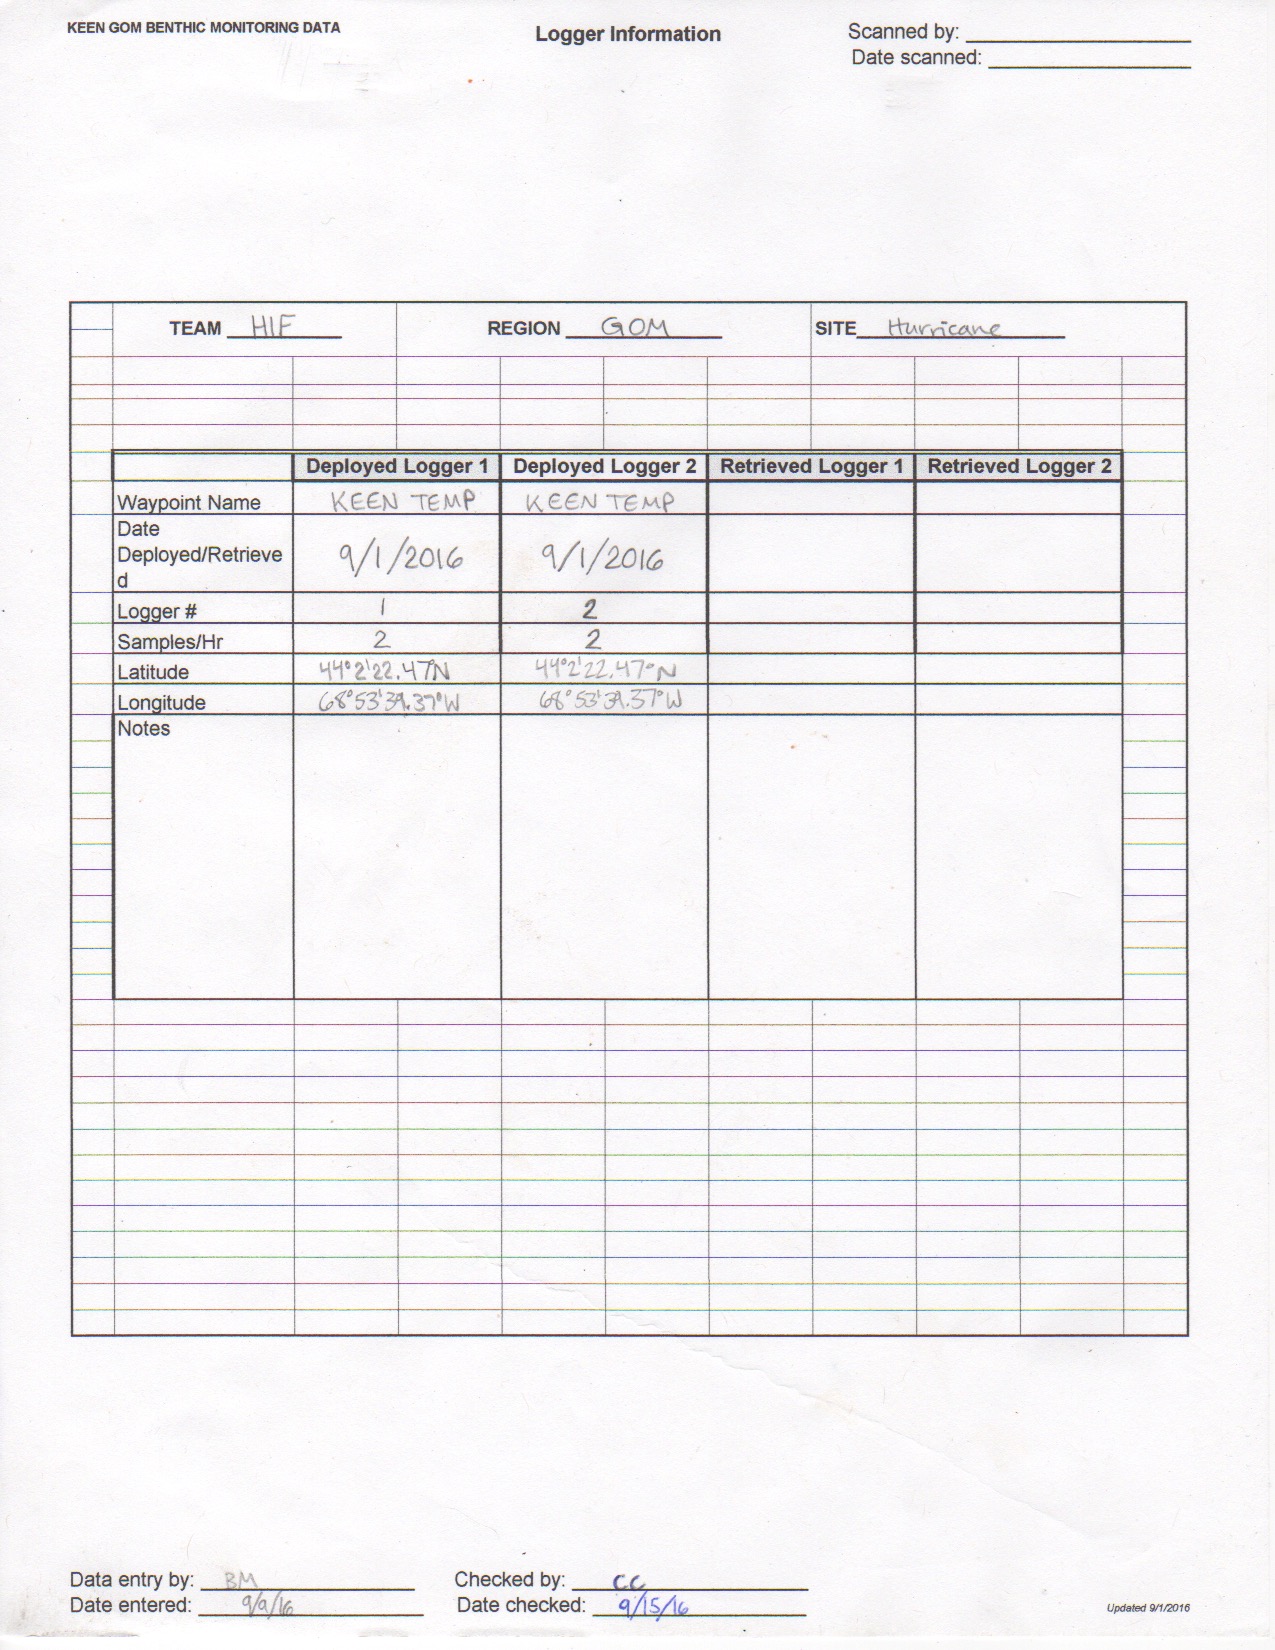 KEEN GOM BENTHIC MONITORING DATA
Logger Information
Scanned by:
Date scanned:
TEAM HIF REGION GOM SITE Hurricane
Deployed Logger 1 Deployed Logger 2 Retrieved Logger 1 Retrieved Logger 2
Waypoint Name KEEN TEMP KEEN TEMP
Date
Deployed/Retrieve 9/1/2016 9/1/2016
d
Logger # 1 2
Samples/Hr 2 2
Latitude 44°2'22.47"N 44°2'22.47"N
Longitude 68°53'39.37"W 68°53'39.37"W
Notes
Data entry by: BM Checked by: CC
Date entered: 9/9/16 Date checked: 9/15/16
Updated 9/1/2016